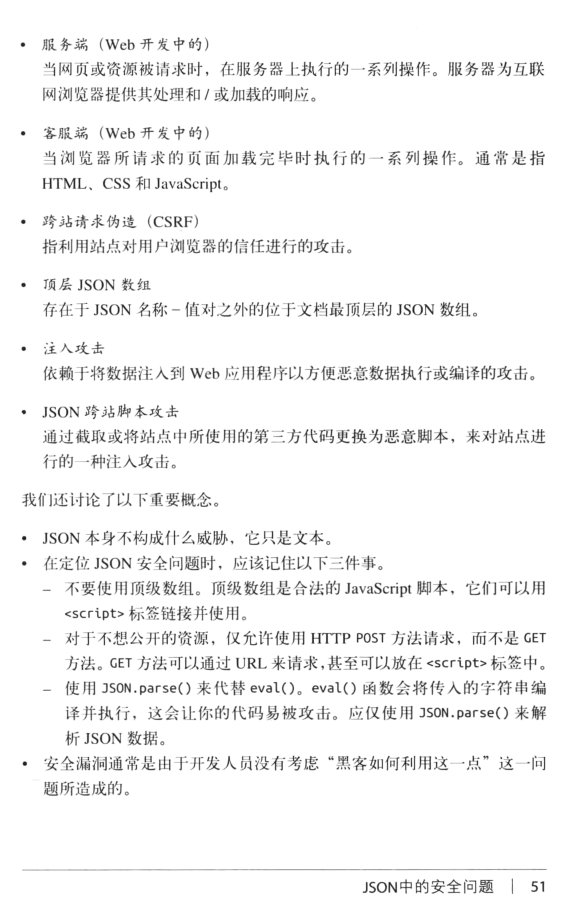 • 服务端（Web 开发中的）
当网页或资源被请求时，在服务器上执行的一系列操作。服务器为互联
网浏览器提供其处理和 / 或加载的响应。
• 客服端（Web 开发中的）
当浏览器所请求的页面加载完毕时执行的一系列操作。通常是指
HTML、CSS 和 JavaScript。
• 跨站请求伪造（CSRF）
指利用站点对用户浏览器的信任进行的攻击。
• 顶层 JSON 数组
存在于 JSON 名称 – 值对之外的位于文档最顶层的 JSON 数组。
• 注入攻击
依赖于将数据注入到 Web 应用程序以方便恶意数据执行或编译的攻击。
• JSON 跨站脚本攻击
通过截取或将站点中所使用的第三方代码更换为恶意脚本，来对站点进
行的一种注入攻击。
我们还讨论了以下重要概念。
• JSON 本身不构成什么威胁，它只是文本。
• 在定位 JSON 安全问题时，应该记住以下三件事。
– 不要使用顶级数组。顶级数组是合法的 JavaScript 脚本，它们可以用
<script> 标签链接并使用。
– 对于不想公开的资源，仅允许使用 HTTP POST 方法请求，而不是 GET
方法。GET 方法可以通过 URL 来请求，甚至可以放在 <script> 标签中。
– 使用 JSON.parse() 来代替 eval()。eval() 函数会将传入的字符串编
译并执行，这会让你的代码易被攻击。应仅使用 JSON.parse() 来解
析 JSON 数据。
• 安全漏洞通常是由于开发人员没有考虑“黑客如何利用这一点”这一问
题所造成的。
JSON中的安全问题 | 51